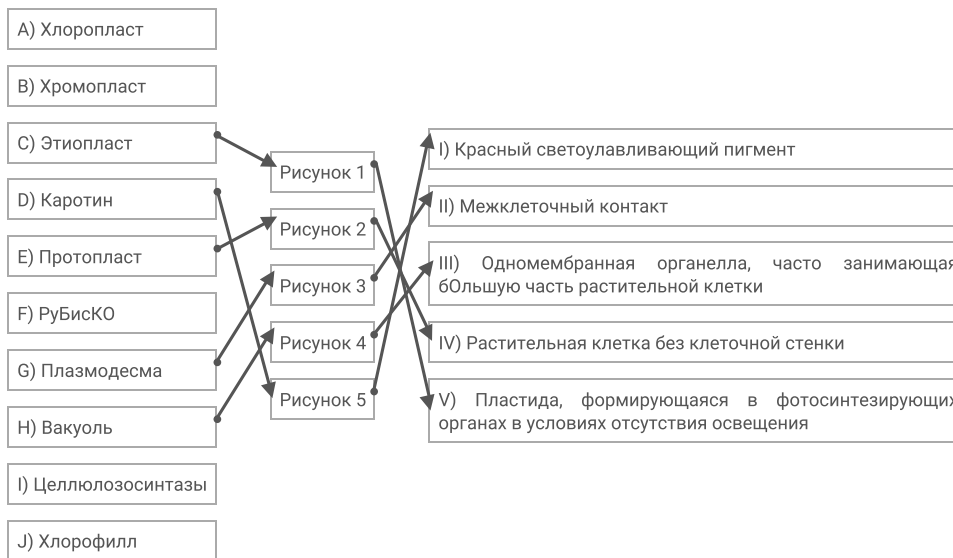 A) Хлоропласт
B) Хромопласт
C) Этиопласт
D) Каротин
E) Протопласт
F) РуБисКО
G) Плазмодесма
H) Вакуоль
I) Целлюлозосинтазы
J) Хлорофилл
Рисунок 1
Рисунок 2
Рисунок 3
Рисунок 4
Рисунок 5
I) Красный светоулавливающий пигмент
II) Межклеточный контакт
III) Одномембранная органелла, часто занимающая
бОльшую часть растительной клетки
IV) Растительная клетка без клеточной стенки
V) Пластида, формирующаяся в фотосинтезирующих
органах в условиях отсутствия освещения